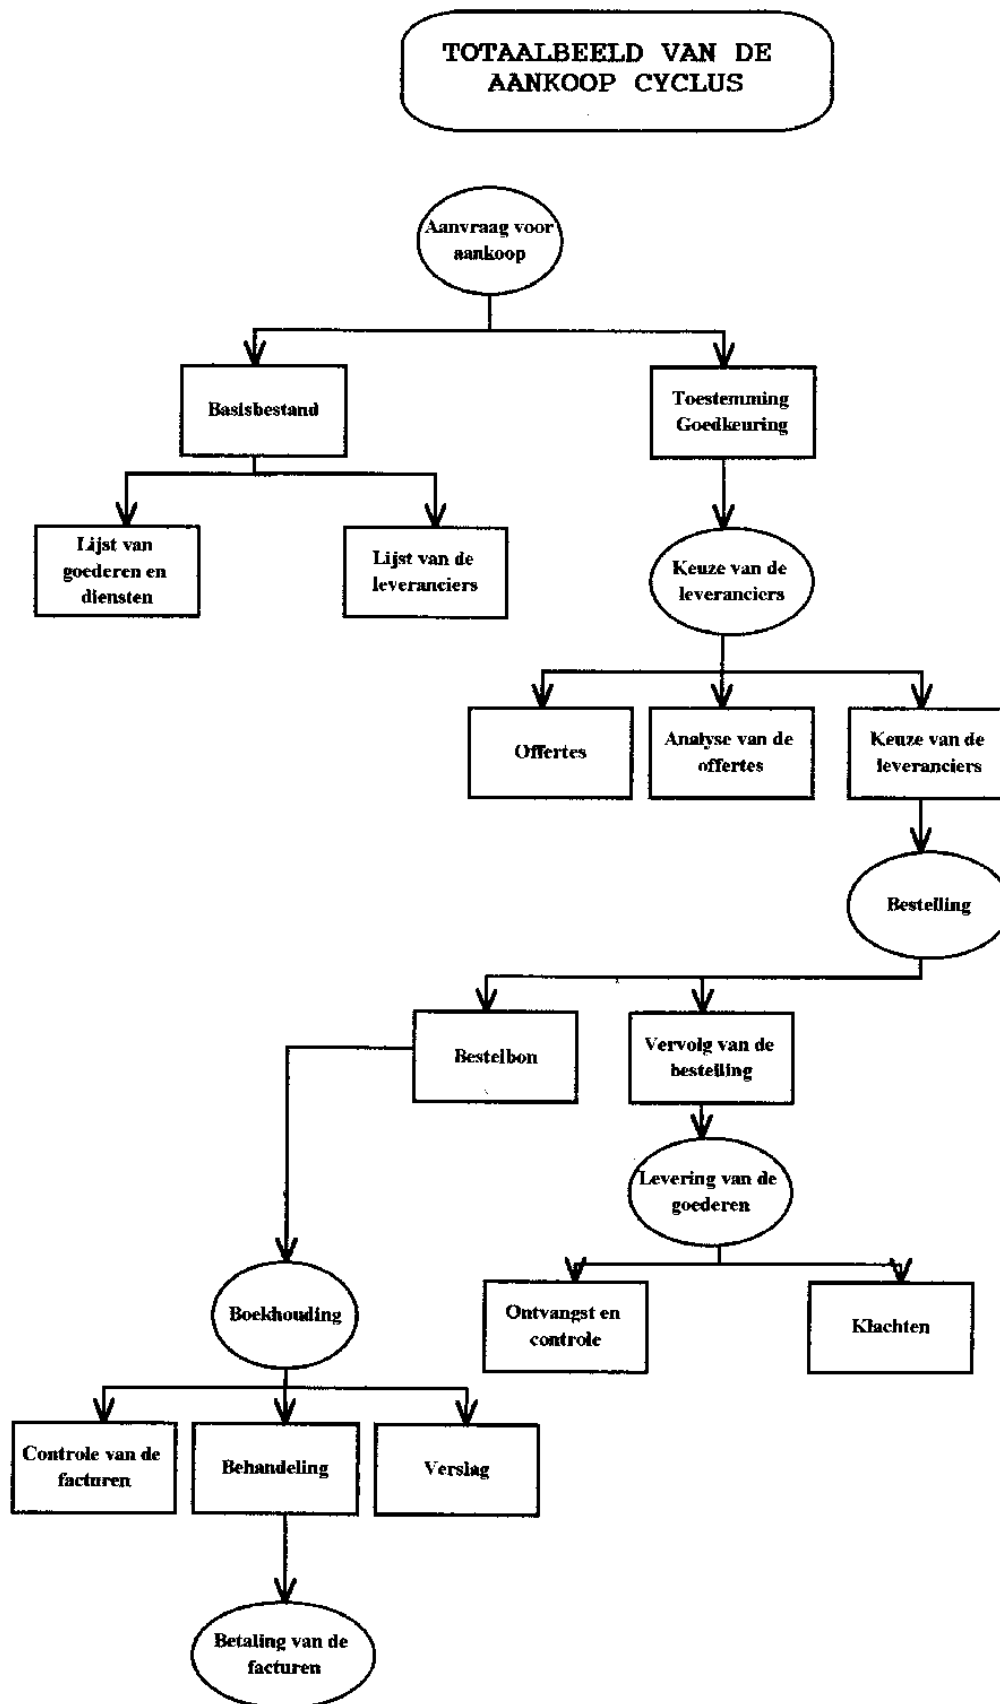 TOTAALBEELD VAN DE
AANKOOP CYCLUS
Aanvraag voor
aankoop
Basisbestand
Toestemming
Goedkeuring
Lijst van
goederen en
diensten
Lijst van de
leveranciers
Keuze van de
leveranciers
Offertes
Analyse van de
offertes
Keuze van de
leveranciers
Bestelling
Bestelbon
Vervolg van de
bestelling
Levering van de
goederen
Boekhouding
Ontvangst en
controle
Klachten
Controle van de
facturen
Behandeling
Verslag
Betaling van de
facturen